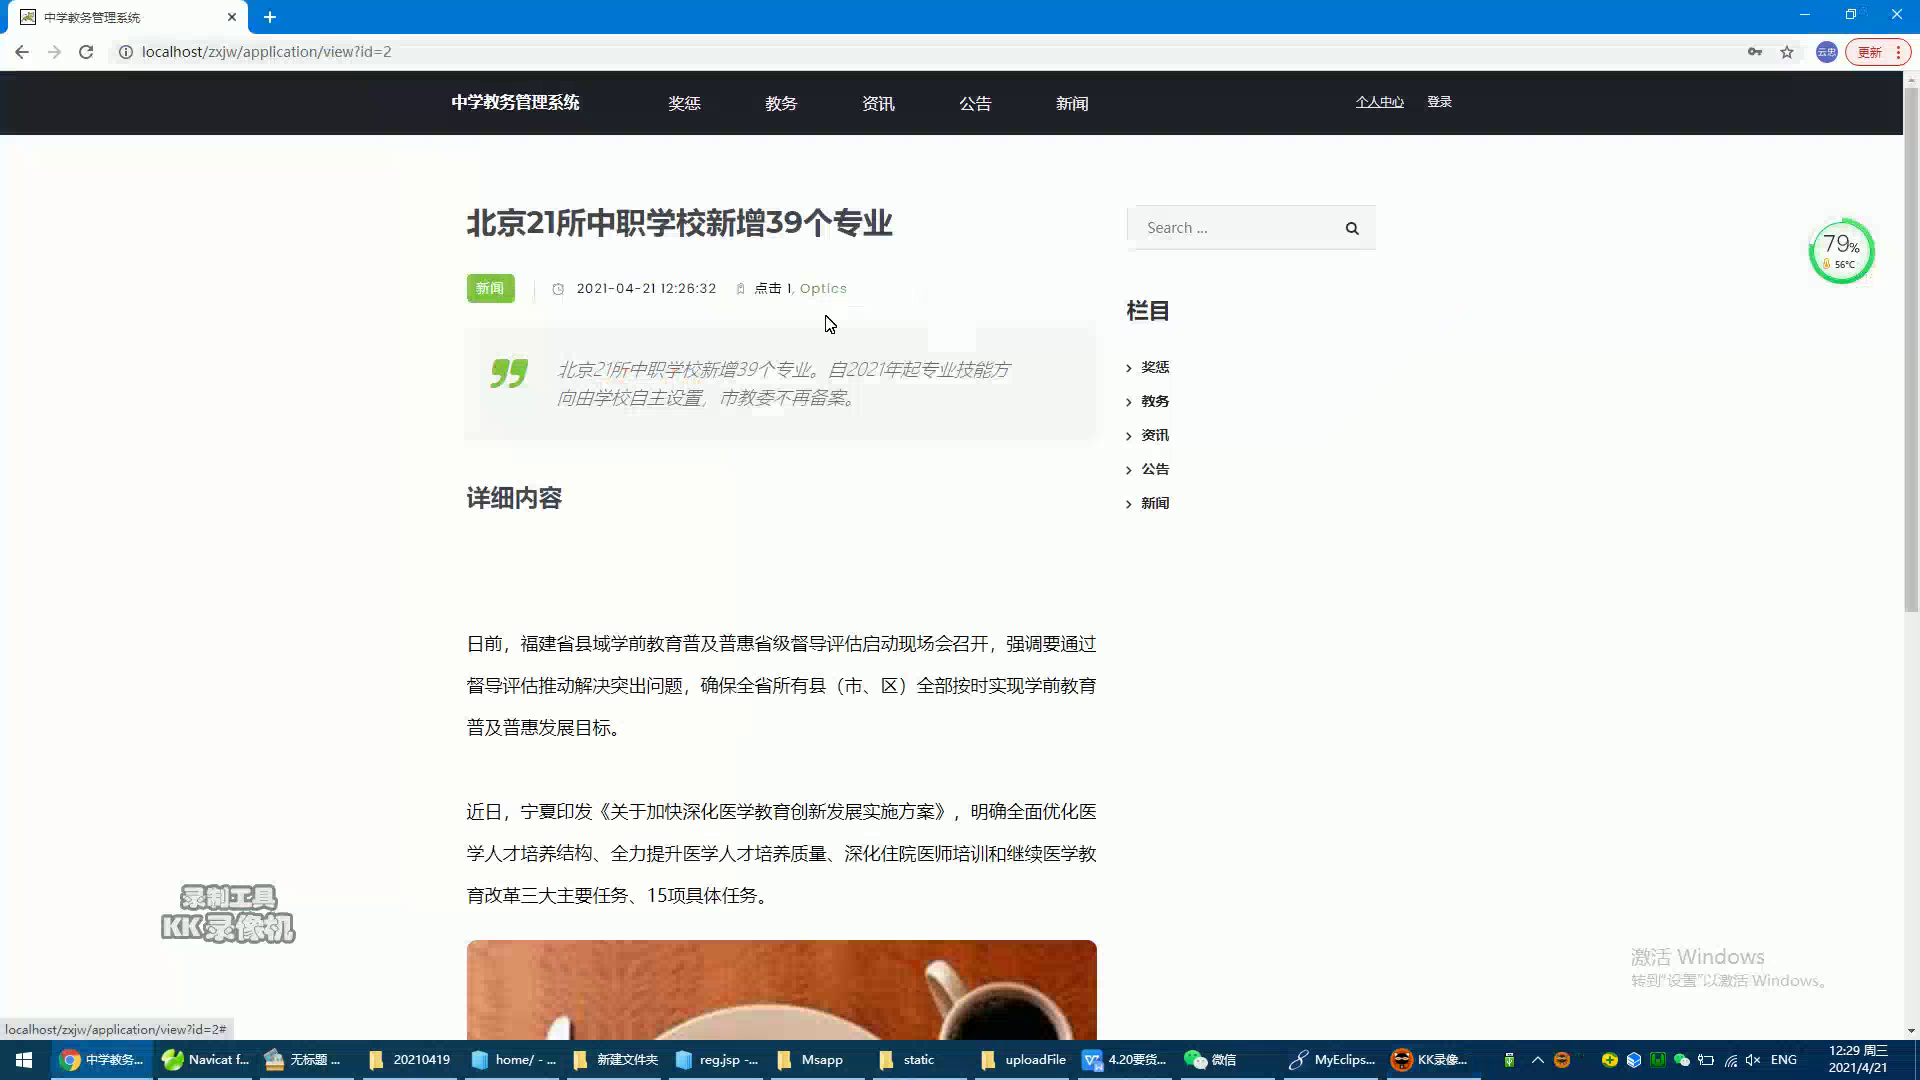 中学教务管理系统
localhost/zxjw/application/view?id=2
云忠
更新
中学教务管理系统
奖惩
教务
资讯
公告
新闻
个人中心
登录
北京21所中职学校新增39个专业
新闻
2021-04-21 12:26:32
点击 1, Optics
北京21所中职学校新增39个专业。自2021年起专业技能方
向由学校自主设置，市教委不再备案。
详细内容
日前，福建省县域学前教育普及普惠省级督导评估启动现场会召开，强调要通过
督导评估推动解决突出问题，确保全省所有县（市、区）全部按时实现学前教育
普及普惠发展目标。
近日，宁夏印发《关于加快深化医学教育创新发展实施方案》，明确全面优化医
学人才培养结构、全力提升医学人才培养质量、深化住院医师培训和继续医学教
育改革三大主要任务、15项具体任务。
Search ...
栏目
奖惩
教务
资讯
公告
新闻
79%
56°C
录制工具
KK录像机
激活 Windows
转到"设置"以激活 Windows。
localhost/zxjw/application/view?id=2#
中学教务...
Navicat f...
无标题 ...
20210419
home/ - ...
新建文件夹
reg.jsp -...
Msapp
static
uploadFile
4.20要货...
微信
MyEclips...
KK录像...
ENG
12:29 周三
2021/4/21